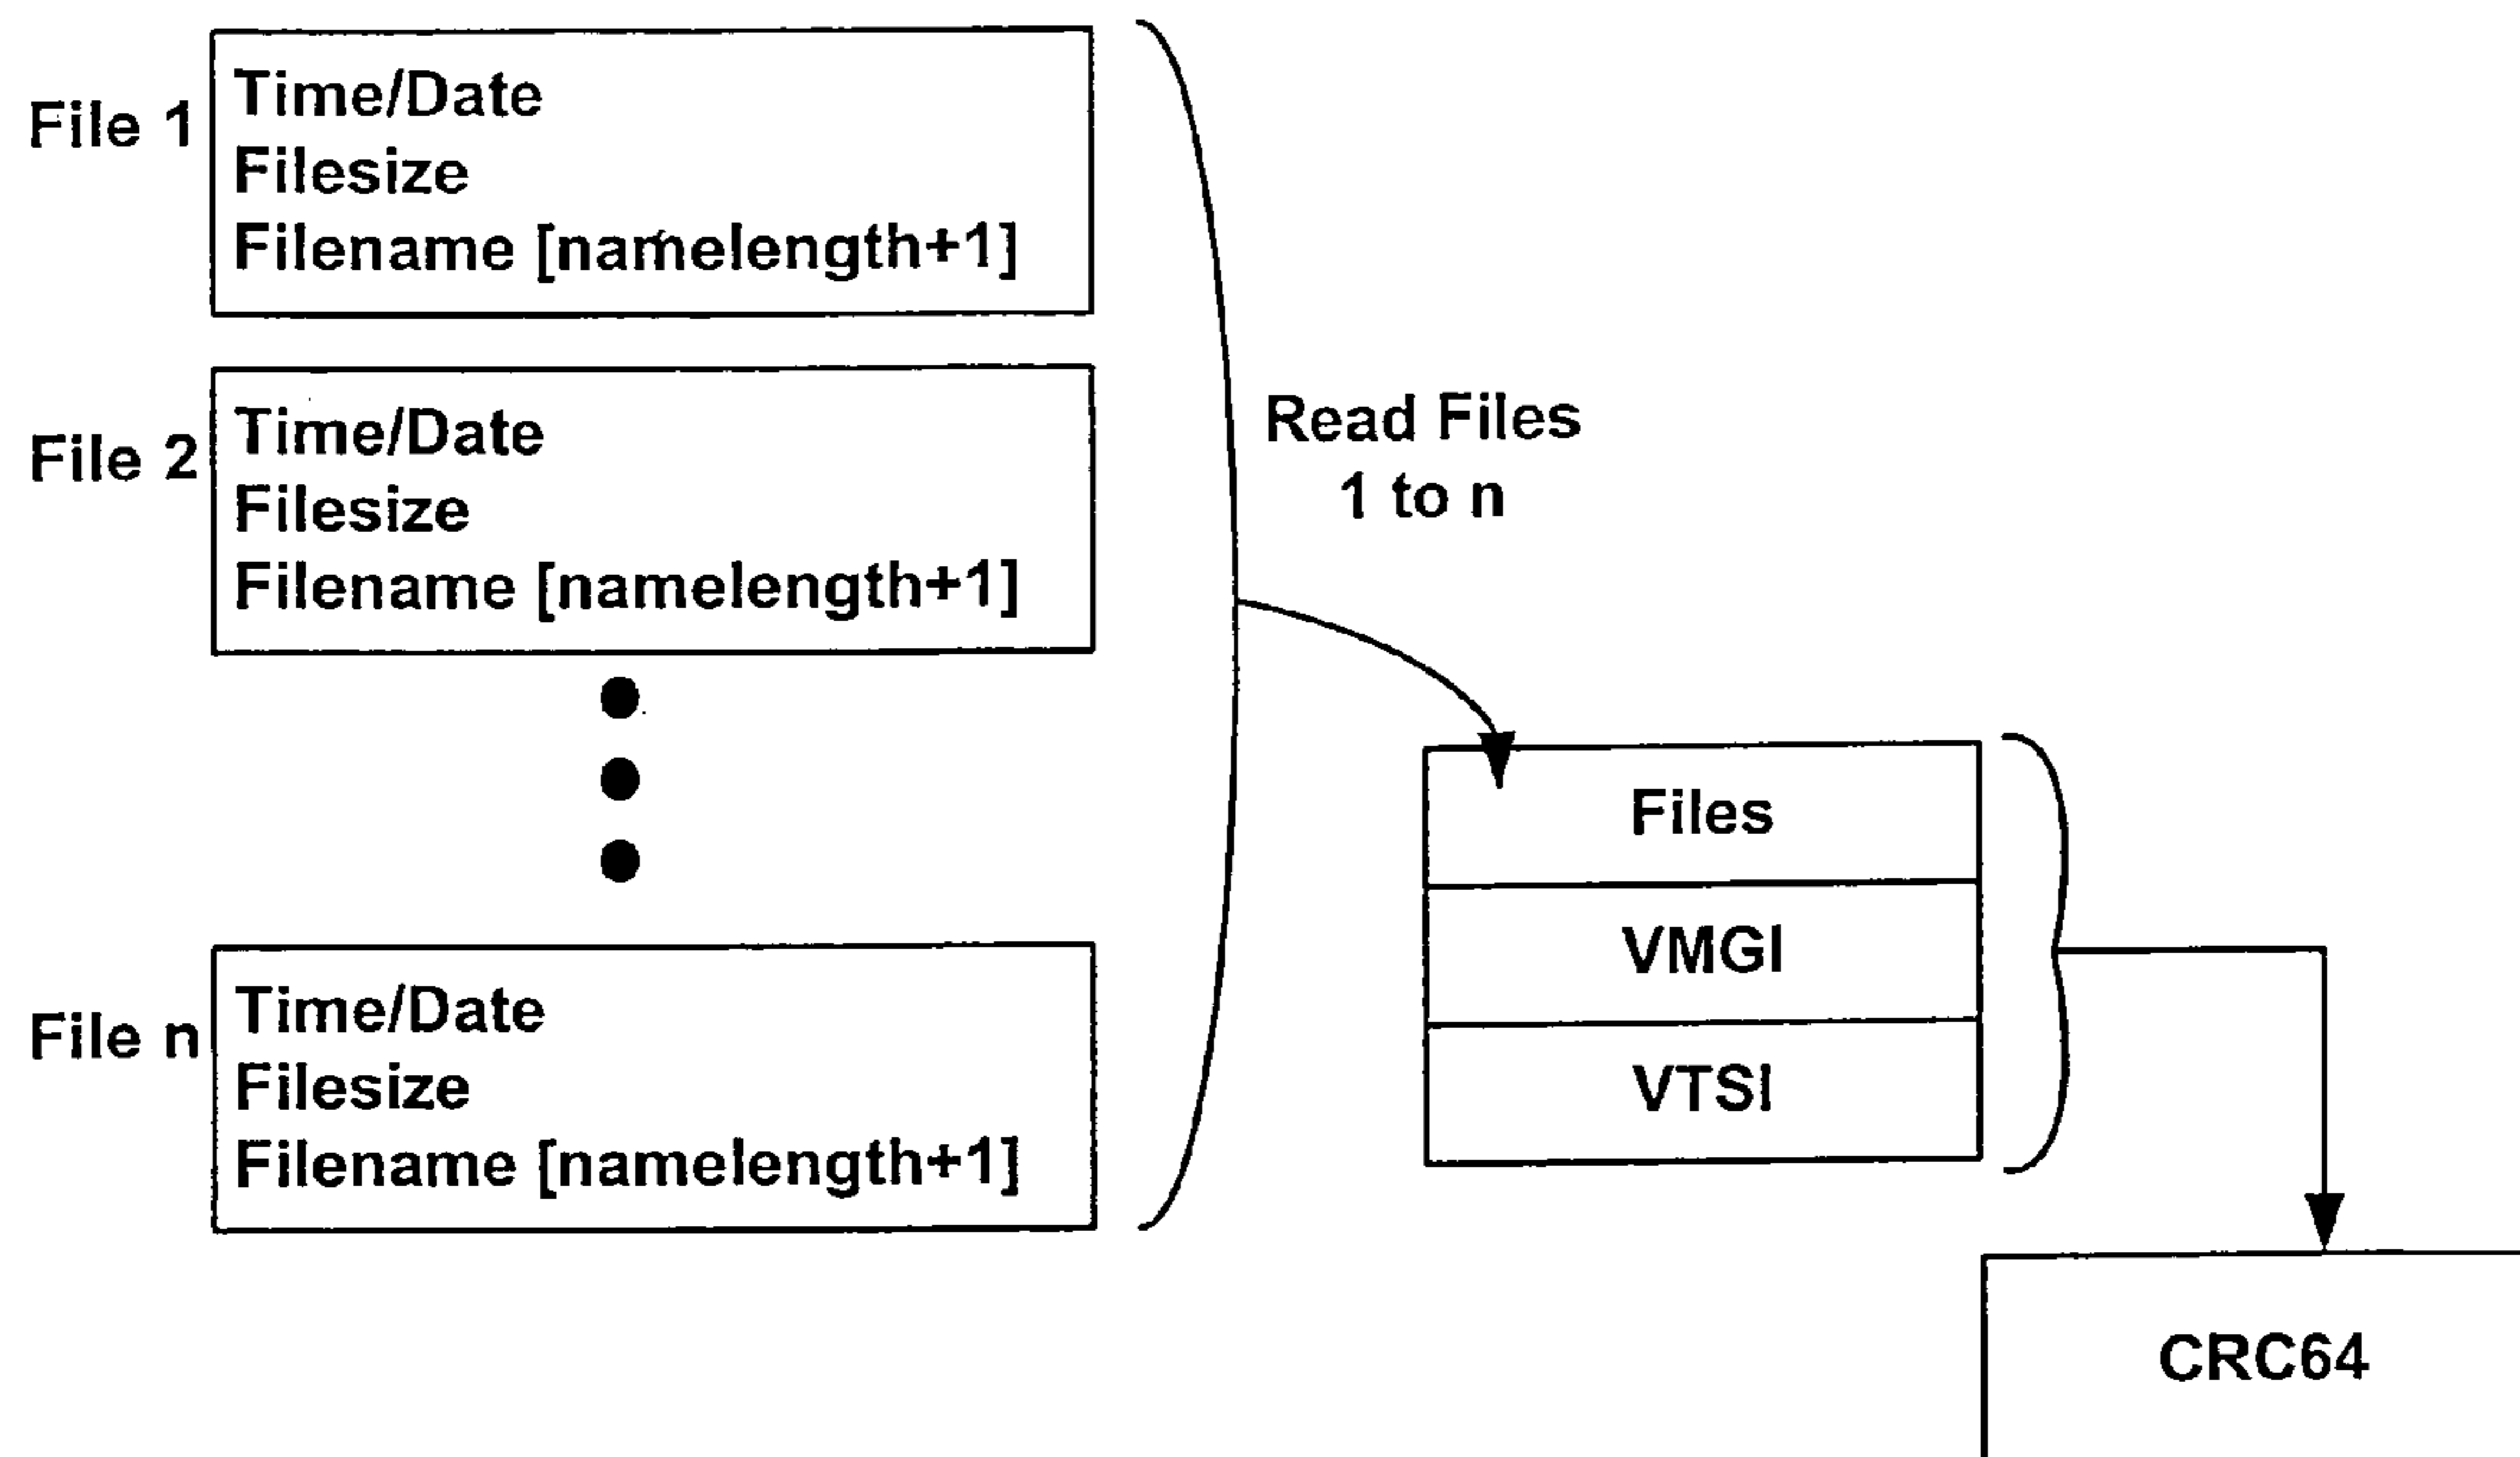 File 1
Time/Date
Filesize
Filename [namelength+1]
File 2
Time/Date
Filesize
Filename [namelength+1]
Read Files
1 to n
File n
Time/Date
Filesize
Filename [namelength+1]
Files
VMGI
VTSI
CRC64